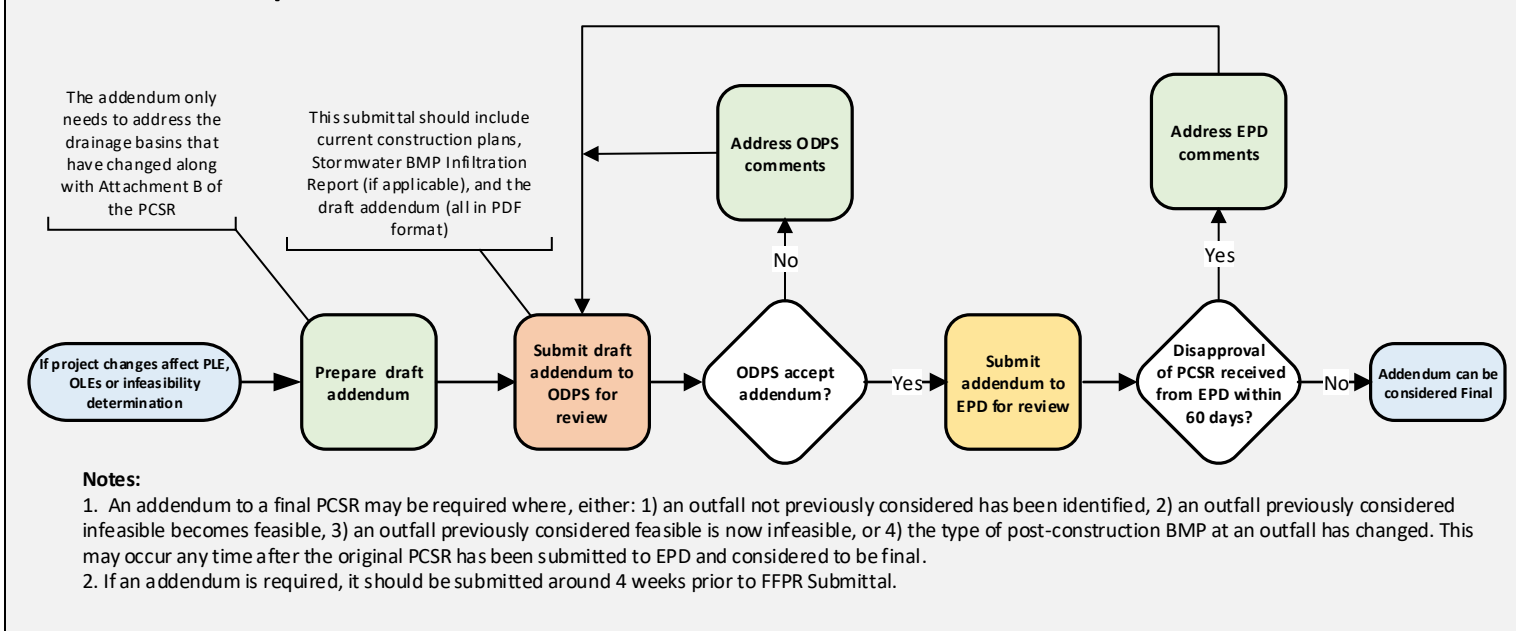 The addendum only
needs to address the
drainage basins that
have changed along
with Attachment B of
the PCSR
This submittal should include
current construction plans,
Stormwater BMP Infiltration
Report (if applicable), and the
draft addendum (all in PDF
format)
Address ODPS
comments
Address EPD
comments
No
Yes
If project changes affect PLE,
OLEs or infeasibility
determination
Prepare draft
addendum
Submit draft
addendum to
ODPS for
review
ODPS accept
addendum?
Yes
Submit
addendum to
EPD for review
Disapproval
of PCSR received
from EPD within
60 days?
No
Addendum can be
considered Final
Notes:
1. An addendum to a final PCSR may be required where, either: 1) an outfall not previously considered has been identified, 2) an outfall previously considered
infeasible becomes feasible, 3) an outfall previously considered feasible is now infeasible, or 4) the type of post-construction BMP at an outfall has changed. This
may occur any time after the original PCSR has been submitted to EPD and considered to be final.
2. If an addendum is required, it should be submitted around 4 weeks prior to FFPR Submittal.